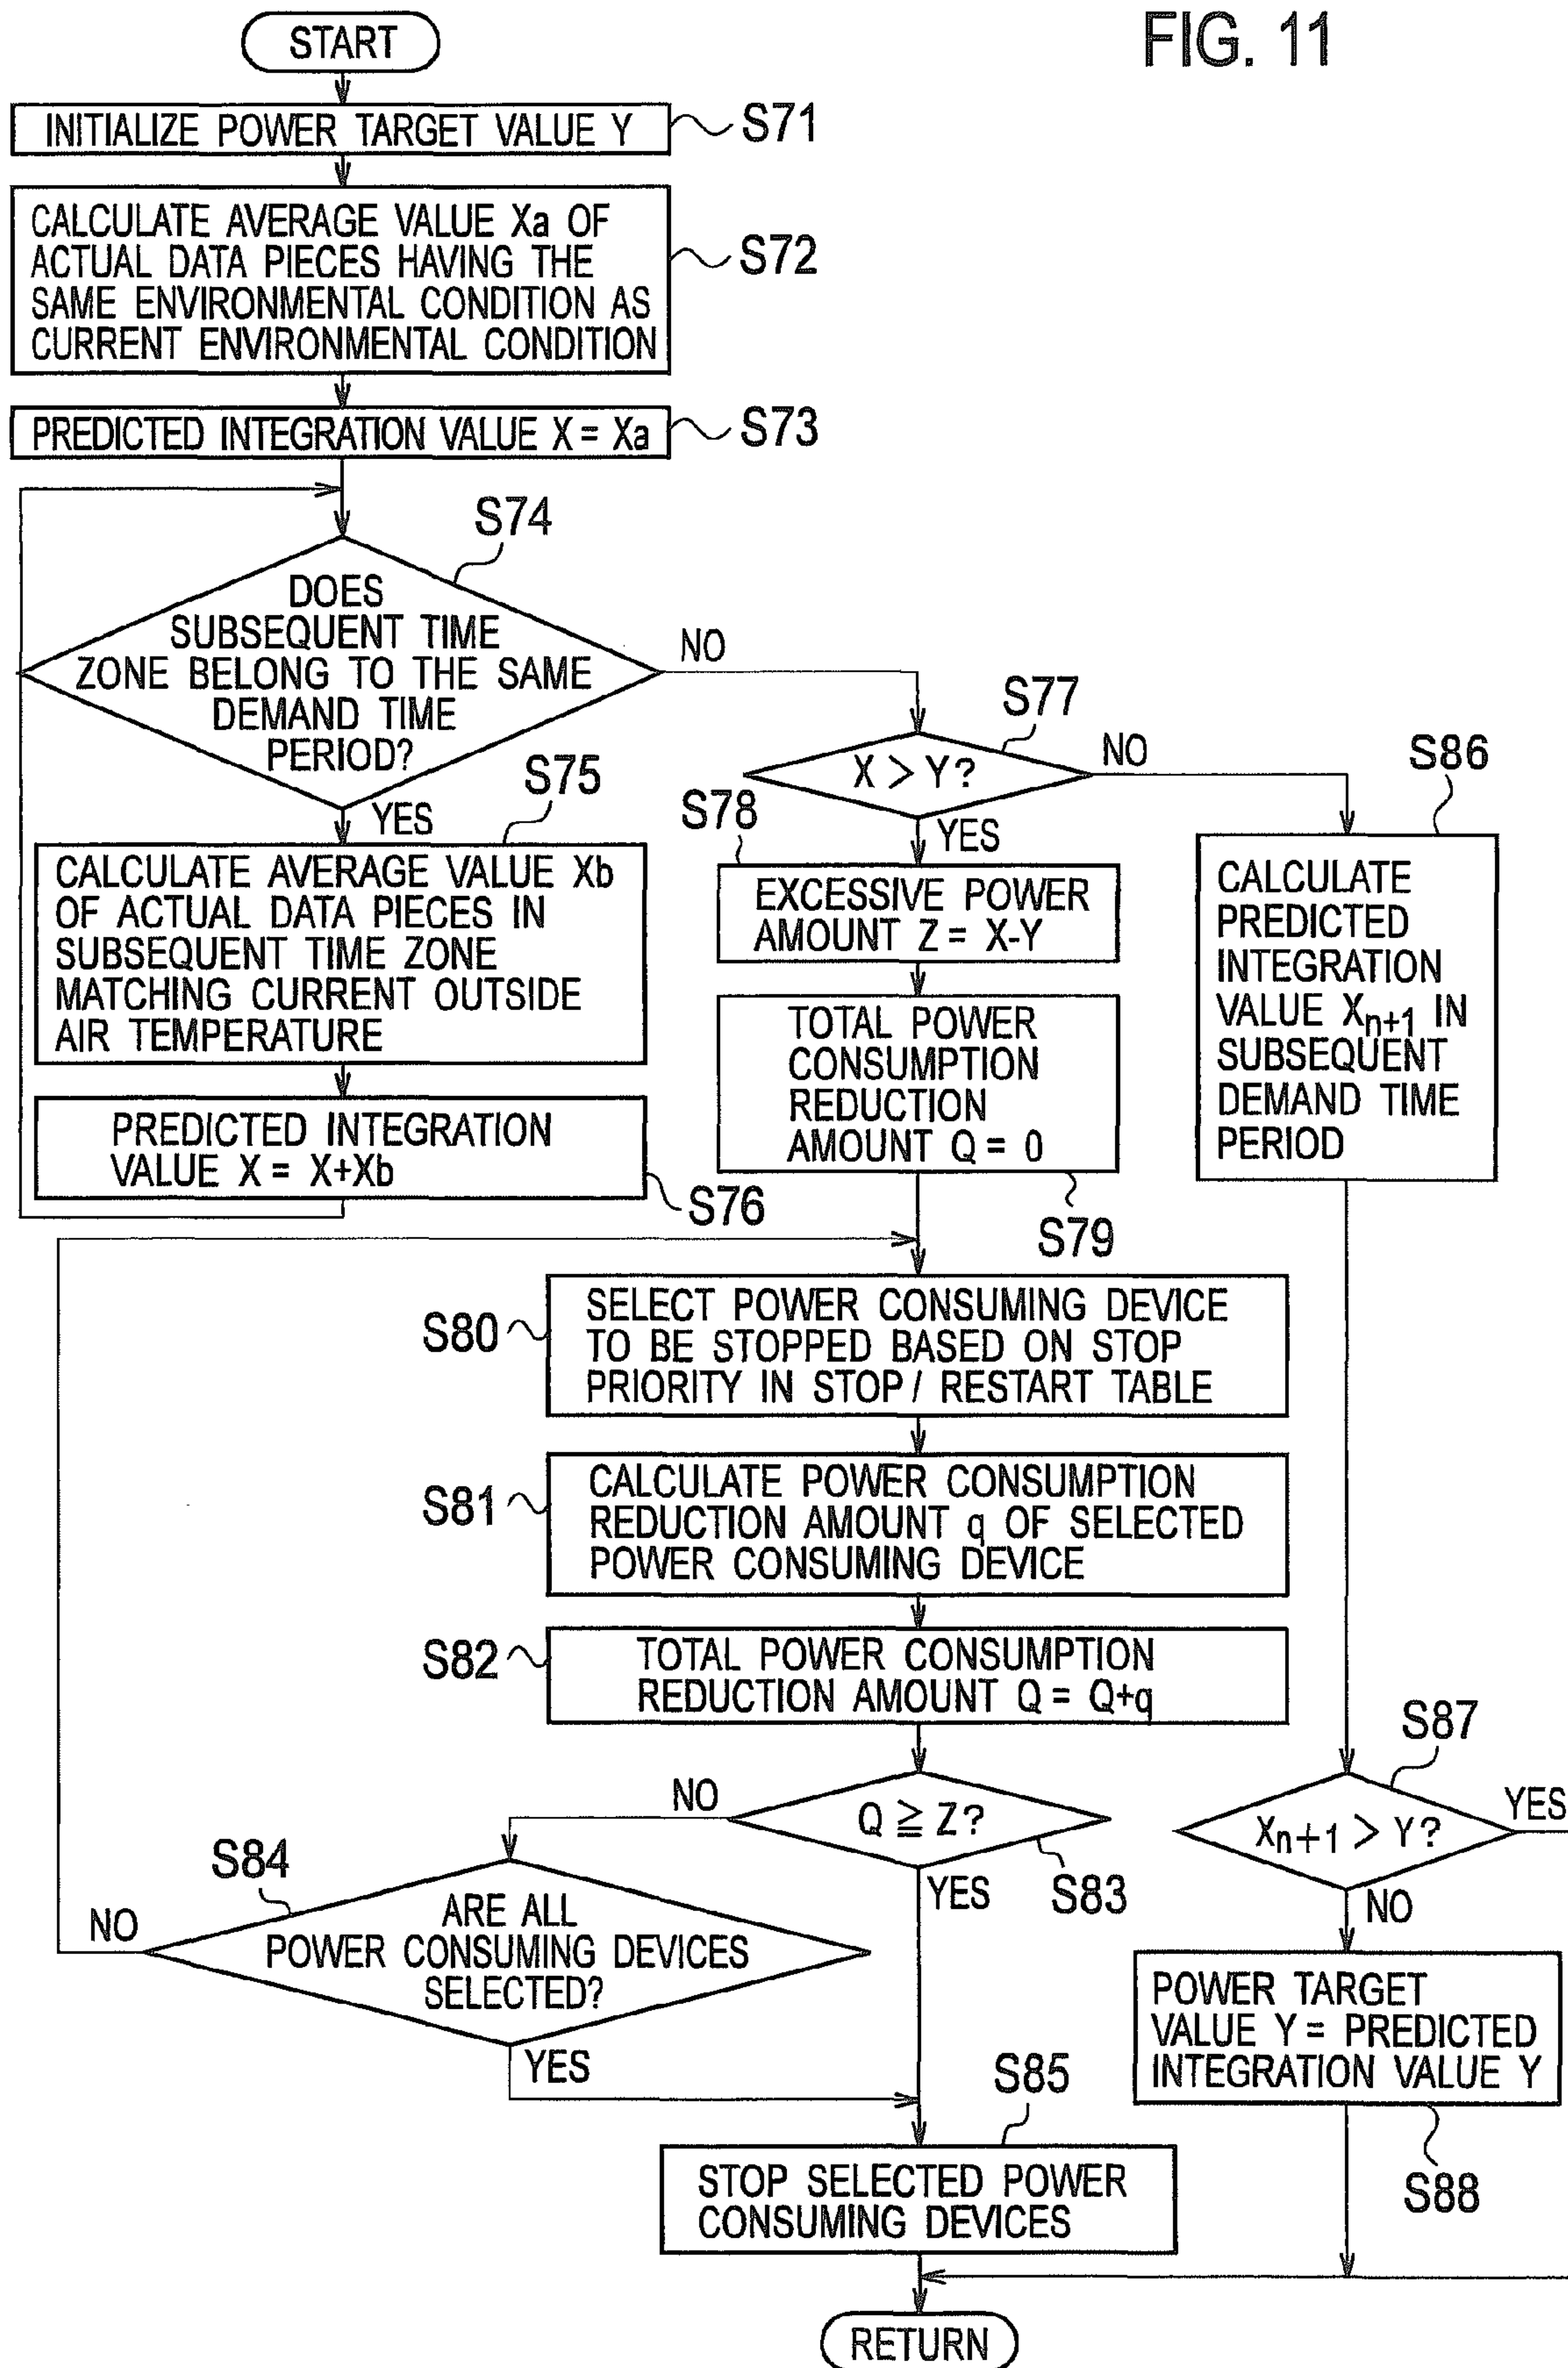 FIG. 11
START
INITIALIZE POWER TARGET VALUE Y
S71
CALCULATE AVERAGE VALUE Xa OF
ACTUAL DATA PIECES HAVING THE
SAME ENVIRONMENTAL CONDITION AS
CURRENT ENVIRONMENTAL CONDITION
S72
PREDICTED INTEGRATION VALUE X = Xa
S73
S74
DOES
SUBSEQUENT TIME
ZONE BELONG TO THE SAME
DEMAND TIME
PERIOD?
NO
YES
S75
CALCULATE AVERAGE VALUE Xb
OF ACTUAL DATA PIECES IN
SUBSEQUENT TIME ZONE
MATCHING CURRENT OUTSIDE
AIR TEMPERATURE
PREDICTED INTEGRATION
VALUE X = X+Xb
S76
S77
X > Y?
NO
YES
S78
EXCESSIVE POWER
AMOUNT Z = X-Y
TOTAL POWER
CONSUMPTION
REDUCTION
AMOUNT Q = 0
S79
S86
CALCULATE
PREDICTED
INTEGRATION
VALUE Xn+1 IN
SUBSEQUENT
DEMAND TIME
PERIOD
S80
SELECT POWER CONSUMING DEVICE
TO BE STOPPED BASED ON STOP
PRIORITY IN STOP / RESTART TABLE
S81
CALCULATE POWER CONSUMPTION
REDUCTION AMOUNT q OF SELECTED
POWER CONSUMING DEVICE
S82
TOTAL POWER CONSUMPTION
REDUCTION AMOUNT Q = Q+q
NO
Q ≧ Z?
S83
YES
S84
ARE ALL
POWER CONSUMING DEVICES
SELECTED?
NO
YES
S85
STOP SELECTED POWER
CONSUMING DEVICES
S87
Xn+1 > Y?
YES
NO
POWER TARGET
VALUE Y = PREDICTED
INTEGRATION VALUE Y
S88
RETURN